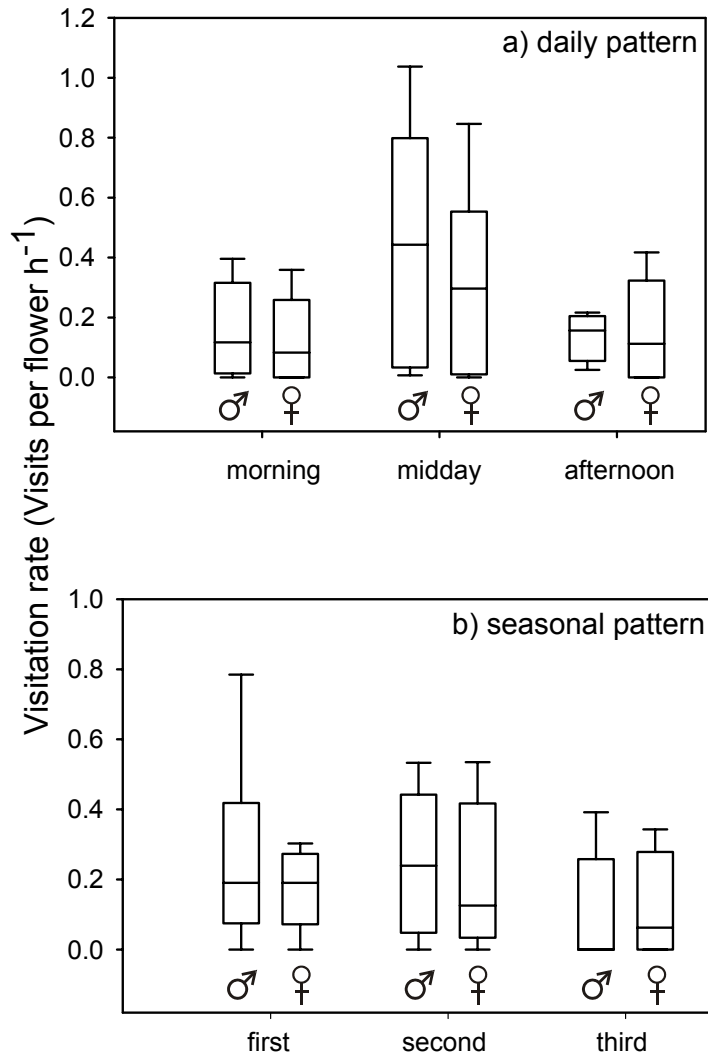 Visitation rate (Visits per flower h⁻¹)
a) daily pattern
1.2
1.0
0.8
0.6
0.4
0.2
0.0
♂ ♀ ♂ ♀ ♂ ♀
morning midday afternoon
b) seasonal pattern
1.0
0.8
0.6
0.4
0.2
0.0
♂ ♀ ♂ ♀ ♂ ♀
first second third